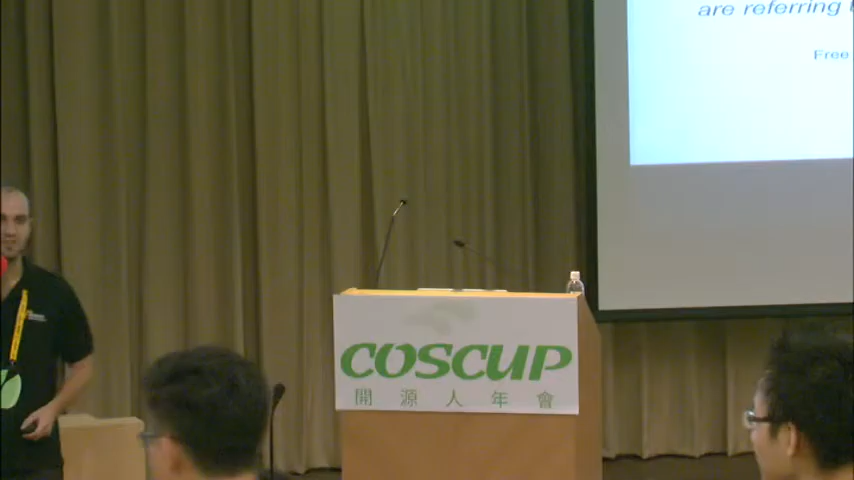 are referring
Free
COSCUP
開源人年會